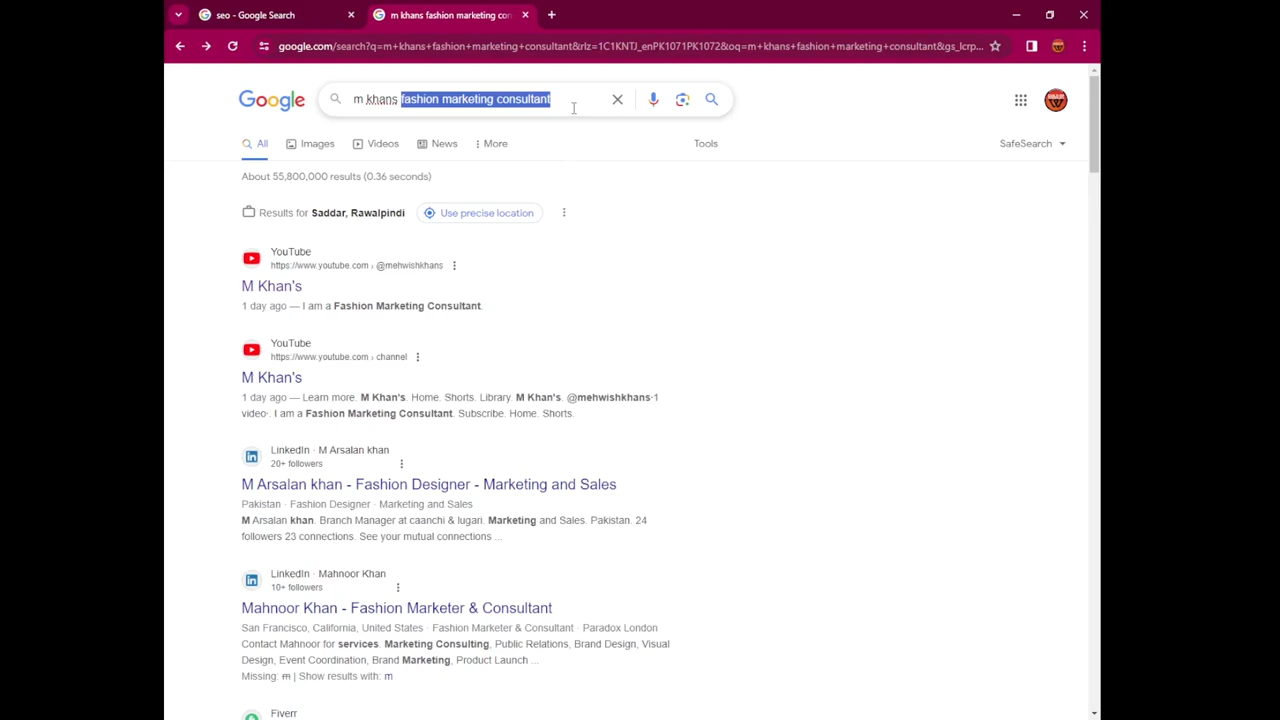 seo - Google Search
m khans fashion marketing con
google.com/search?q=m+khans+fashion+marketing+consultant&rlz=1C1KNTJ_enPK1071PK1072&oq=m+khans+fashion+marketing+consultant&gs_lcrp...
Google
m khans fashion marketing consultant
All
Images
Videos
News
More
Tools
SafeSearch
About 55,800,000 results (0.36 seconds)
Results for Saddar, Rawalpindi
Use precise location
YouTube
https://www.youtube.com › @mehwishkhans
M Khan's
1 day ago — I am a Fashion Marketing Consultant.
YouTube
https://www.youtube.com › channel
M Khan's
1 day ago — Learn more. M Khan's. Home. Shorts. Library. M Khan's. @mehwishkhans·1
video·. I am a Fashion Marketing Consultant. Subscribe. Home. Shorts.
LinkedIn · M Arsalan khan
20+ followers
M Arsalan khan - Fashion Designer - Marketing and Sales
Pakistan · Fashion Designer · Marketing and Sales
M Arsalan khan. Branch Manager at caanchi & lugari. Marketing and Sales. Pakistan. 24
followers 23 connections. See your mutual connections ...
LinkedIn · Mahnoor Khan
10+ followers
Mahnoor Khan - Fashion Marketer & Consultant
San Francisco, California, United States · Fashion Marketer & Consultant · Paradox London
Contact Mahnoor for services. Marketing Consulting, Public Relations, Brand Design, Visual
Design, Event Coordination, Brand Marketing, Product Launch ...
Missing: m | Show results with: m
Fiverr